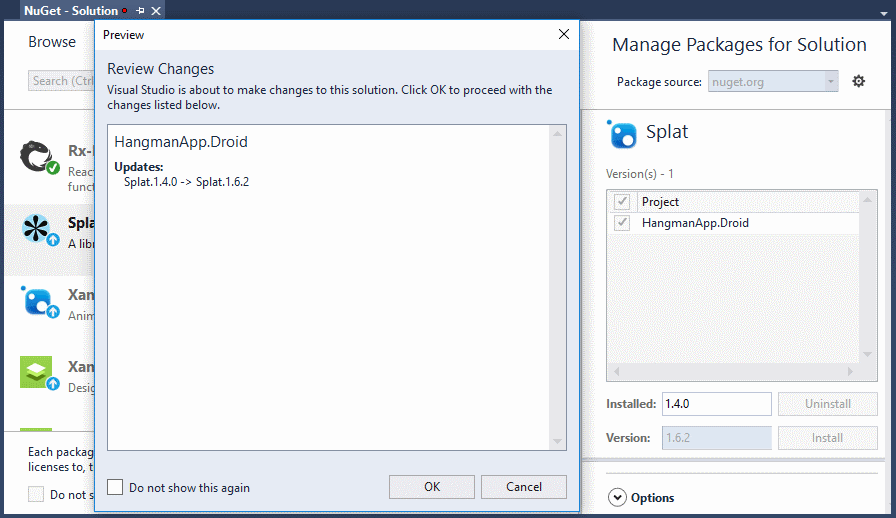 NuGet - Solution
Browse
Search (Ctrl
Rx-
Reac
funct
Spla
A libr
Xan
Anim
Xan
Desig
Each packag
licenses to, t
Do not s
Preview
Review Changes
Visual Studio is about to make changes to this solution. Click OK to proceed with the
changes listed below.
HangmanApp.Droid
Updates:
Splat.1.4.0 -> Splat.1.6.2
Do not show this again
OK
Cancel
Manage Packages for Solution
Package source:
nuget.org
Splat
Version(s) - 1
Project
HangmanApp.Droid
Installed:
1.4.0
Uninstall
Version:
1.6.2
Install
Options